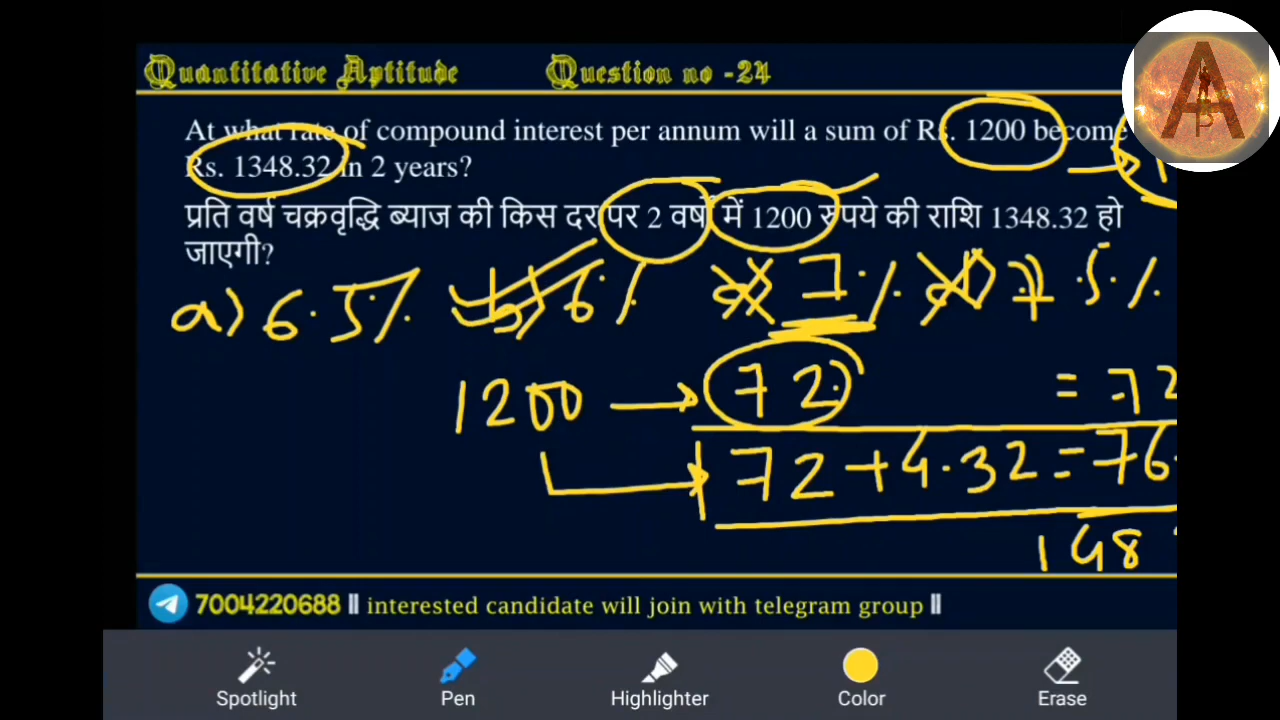 Quantitative Aptitude Question no -24
At what rate of compound interest per annum will a sum of Rs. 1200 become
Rs. 1348.32 in 2 years?
प्रति वर्ष चक्रवृद्धि ब्याज की किस दर पर 2 वर्षों में 1200 रुपये की राशि 1348.32 हो
जाएगी?
a) 6.5% b) 6% 7% 7.5%
1200 → 72 = 72
72 + 4.32 = 76.
148
7004220688 || interested candidate will join with telegram group ||
Spotlight Pen Highlighter Color Erase